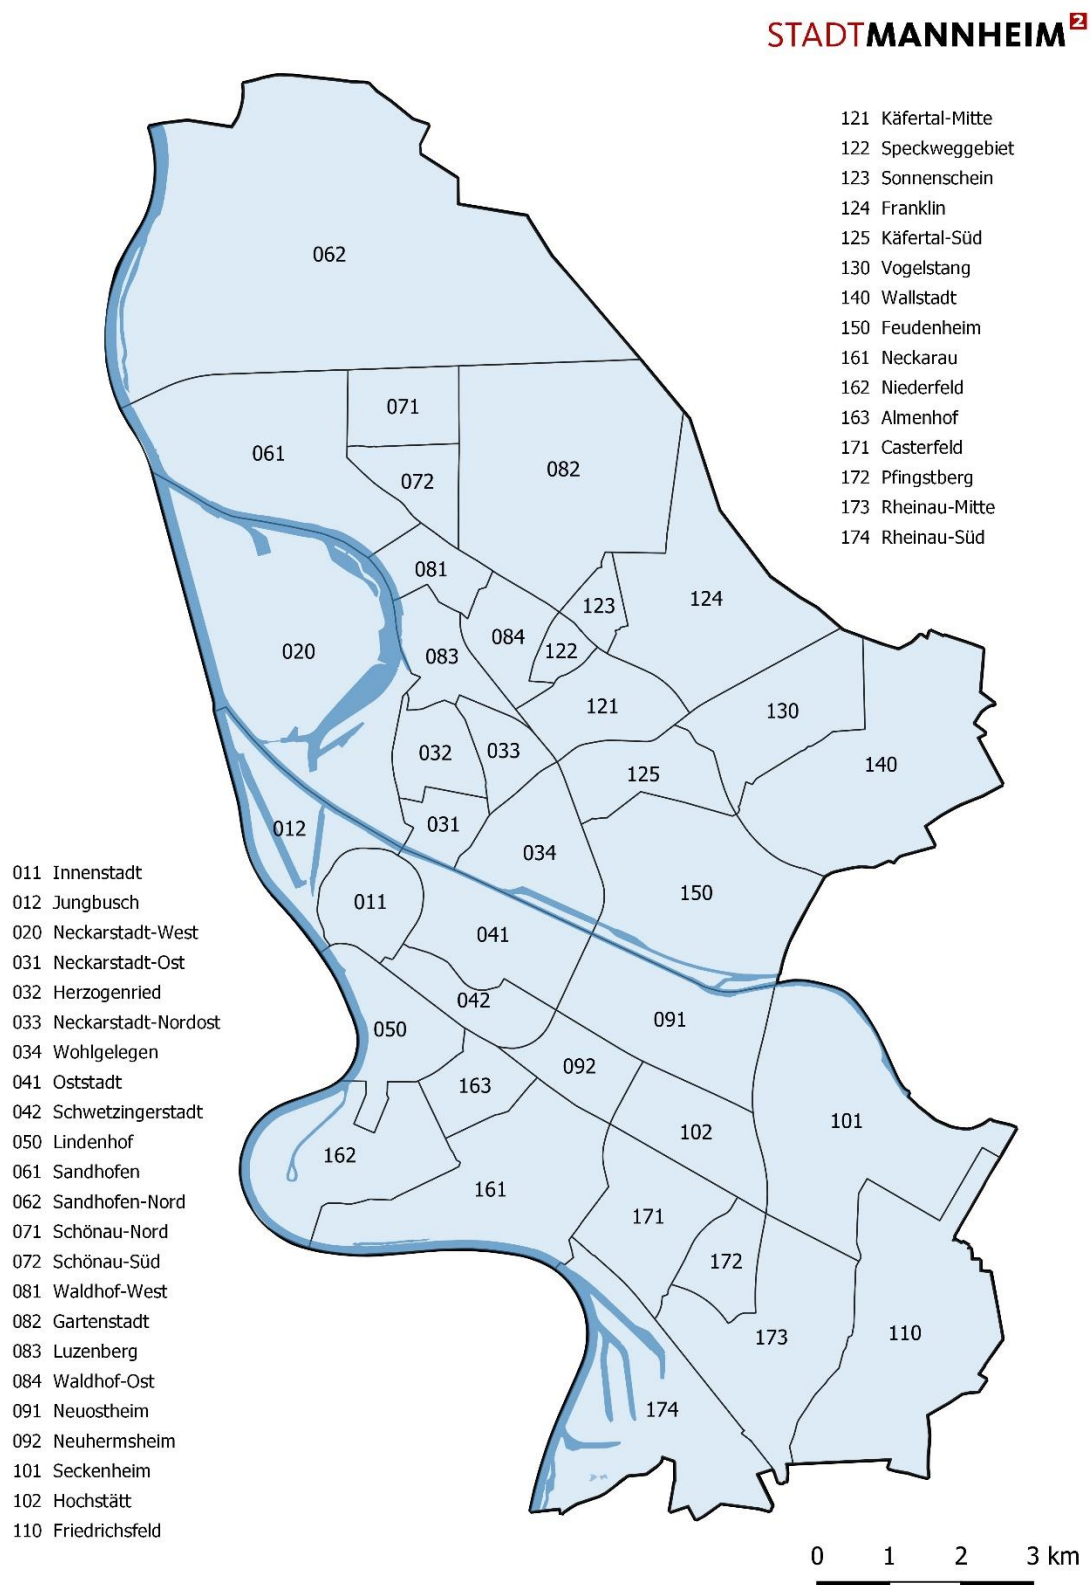 STADTMANNHEIM²
121 Käfertal-Mitte
122 Speckweggebiet
123 Sonnenschein
124 Franklin
125 Käfertal-Süd
130 Vogelstang
140 Wallstadt
150 Feudenheim
161 Neckarau
162 Niederfeld
163 Almenhof
171 Casterfeld
172 Pfingstberg
173 Rheinau-Mitte
174 Rheinau-Süd
062
071
061
082
072
081
123
124
084
020
083
122
121
130
032
033
140
125
012
031
034
150
011
041
042
050
091
092
163
101
102
162
161
171
172
110
173
174
011 Innenstadt
012 Jungbusch
020 Neckarstadt-West
031 Neckarstadt-Ost
032 Herzogenried
033 Neckarstadt-Nordost
034 Wohlgelegen
041 Oststadt
042 Schwetzingerstadt
050 Lindenhof
061 Sandhofen
062 Sandhofen-Nord
071 Schönau-Nord
072 Schönau-Süd
081 Waldhof-West
082 Gartenstadt
083 Luzenberg
084 Waldhof-Ost
091 Neuostheim
092 Neuhermsheim
101 Seckenheim
102 Hochstätt
110 Friedrichsfeld
0 1 2 3 km